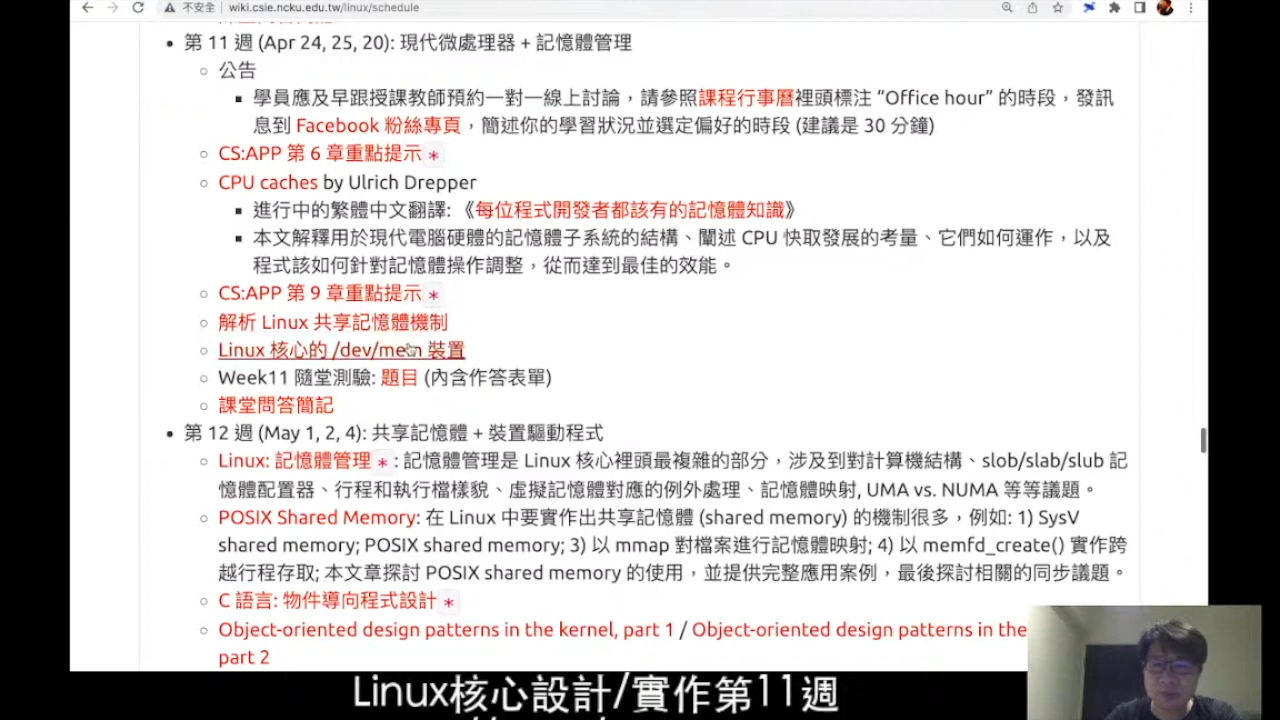 不安全 | wiki.csie.ncku.edu.tw/linux/schedule
第 11 週 (Apr 24, 25, 20): 現代微處理器 + 記憶體管理
公告
學員應及早跟授課教師預約一對一線上討論，請參照課程行事曆裡頭標注 “Office hour” 的時段，發訊
息到 Facebook 粉絲專頁，簡述你的學習狀況並選定偏好的時段 (建議是 30 分鐘)
CS:APP 第 6 章重點提示 *
CPU caches by Ulrich Drepper
進行中的繁體中文翻譯: 《每位程式開發者都該有的記憶體知識》
本文解釋用於現代電腦硬體的記憶體子系統的結構、闡述 CPU 快取發展的考量、它們如何運作，以及
程式該如何針對記憶體操作調整，從而達到最佳的效能。
CS:APP 第 9 章重點提示 *
解析 Linux 共享記憶體機制
Linux 核心的 /dev/mem 裝置
Week11 隨堂測驗: 題目 (內含作答表單)
課堂問答簡記
第 12 週 (May 1, 2, 4): 共享記憶體 + 裝置驅動程式
Linux: 記憶體管理 * : 記憶體管理是 Linux 核心裡頭最複雜的部分，涉及到對計算機結構、slob/slab/slub 記
憶體配置器、行程和執行檔樣貌、虛擬記憶體對應的例外處理、記憶體映射, UMA vs. NUMA 等等議題。
POSIX Shared Memory: 在 Linux 中要實作出共享記憶體 (shared memory) 的機制很多，例如: 1) SysV
shared memory; POSIX shared memory; 3) 以 mmap 對檔案進行記憶體映射; 4) 以 memfd_create() 實作跨
越行程存取; 本文章探討 POSIX shared memory 的使用，並提供完整應用案例，最後探討相關的同步議題。
C 語言: 物件導向程式設計 *
Object-oriented design patterns in the kernel, part 1 / Object-oriented design patterns in the
part 2
Linux核心設計/實作第11週